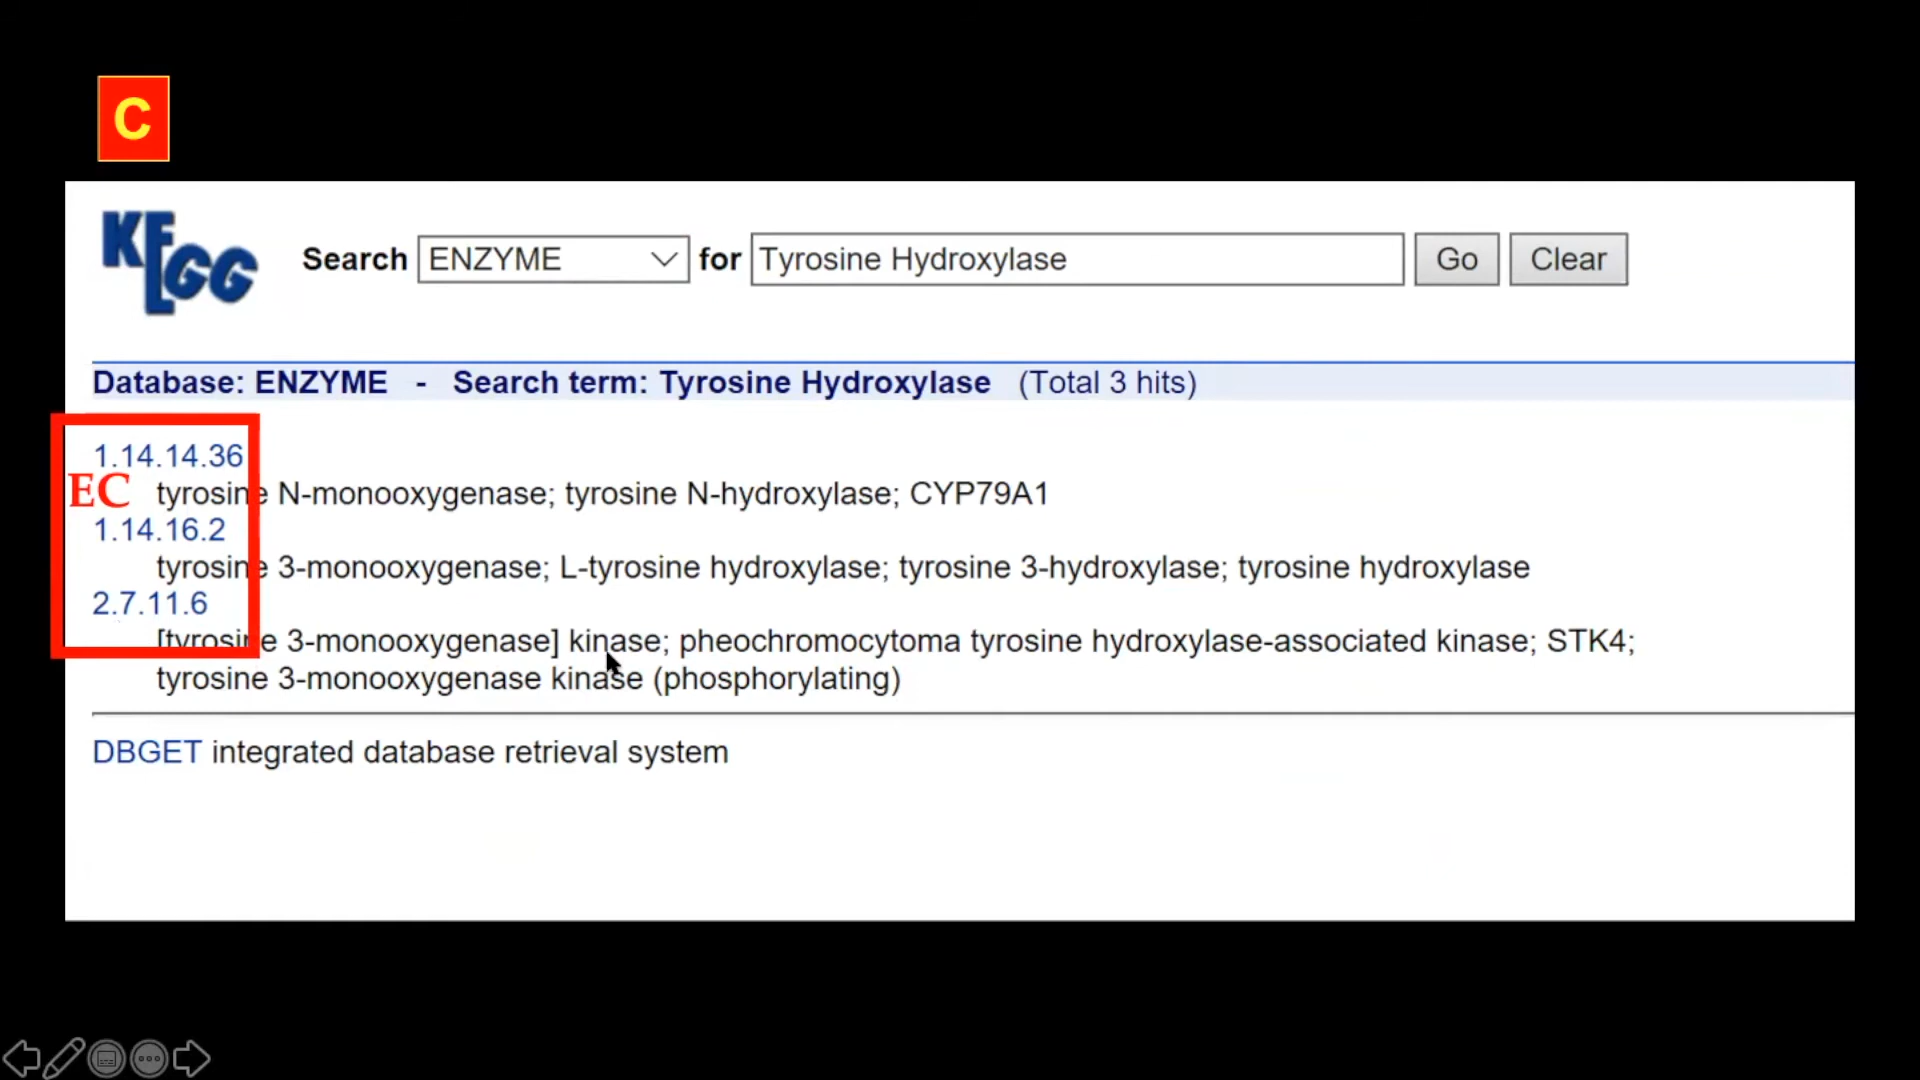 C
KEGG
Search ENZYME for Tyrosine Hydroxylase Go Clear
Database: ENZYME - Search term: Tyrosine Hydroxylase (Total 3 hits)
1.14.14.36
EC tyrosine N-monooxygenase; tyrosine N-hydroxylase; CYP79A1
1.14.16.2
tyrosine 3-monooxygenase; L-tyrosine hydroxylase; tyrosine 3-hydroxylase; tyrosine hydroxylase
2.7.11.6
[tyrosine 3-monooxygenase] kinase; pheochromocytoma tyrosine hydroxylase-associated kinase; STK4;
tyrosine 3-monooxygenase kinase (phosphorylating)
DBGET integrated database retrieval system